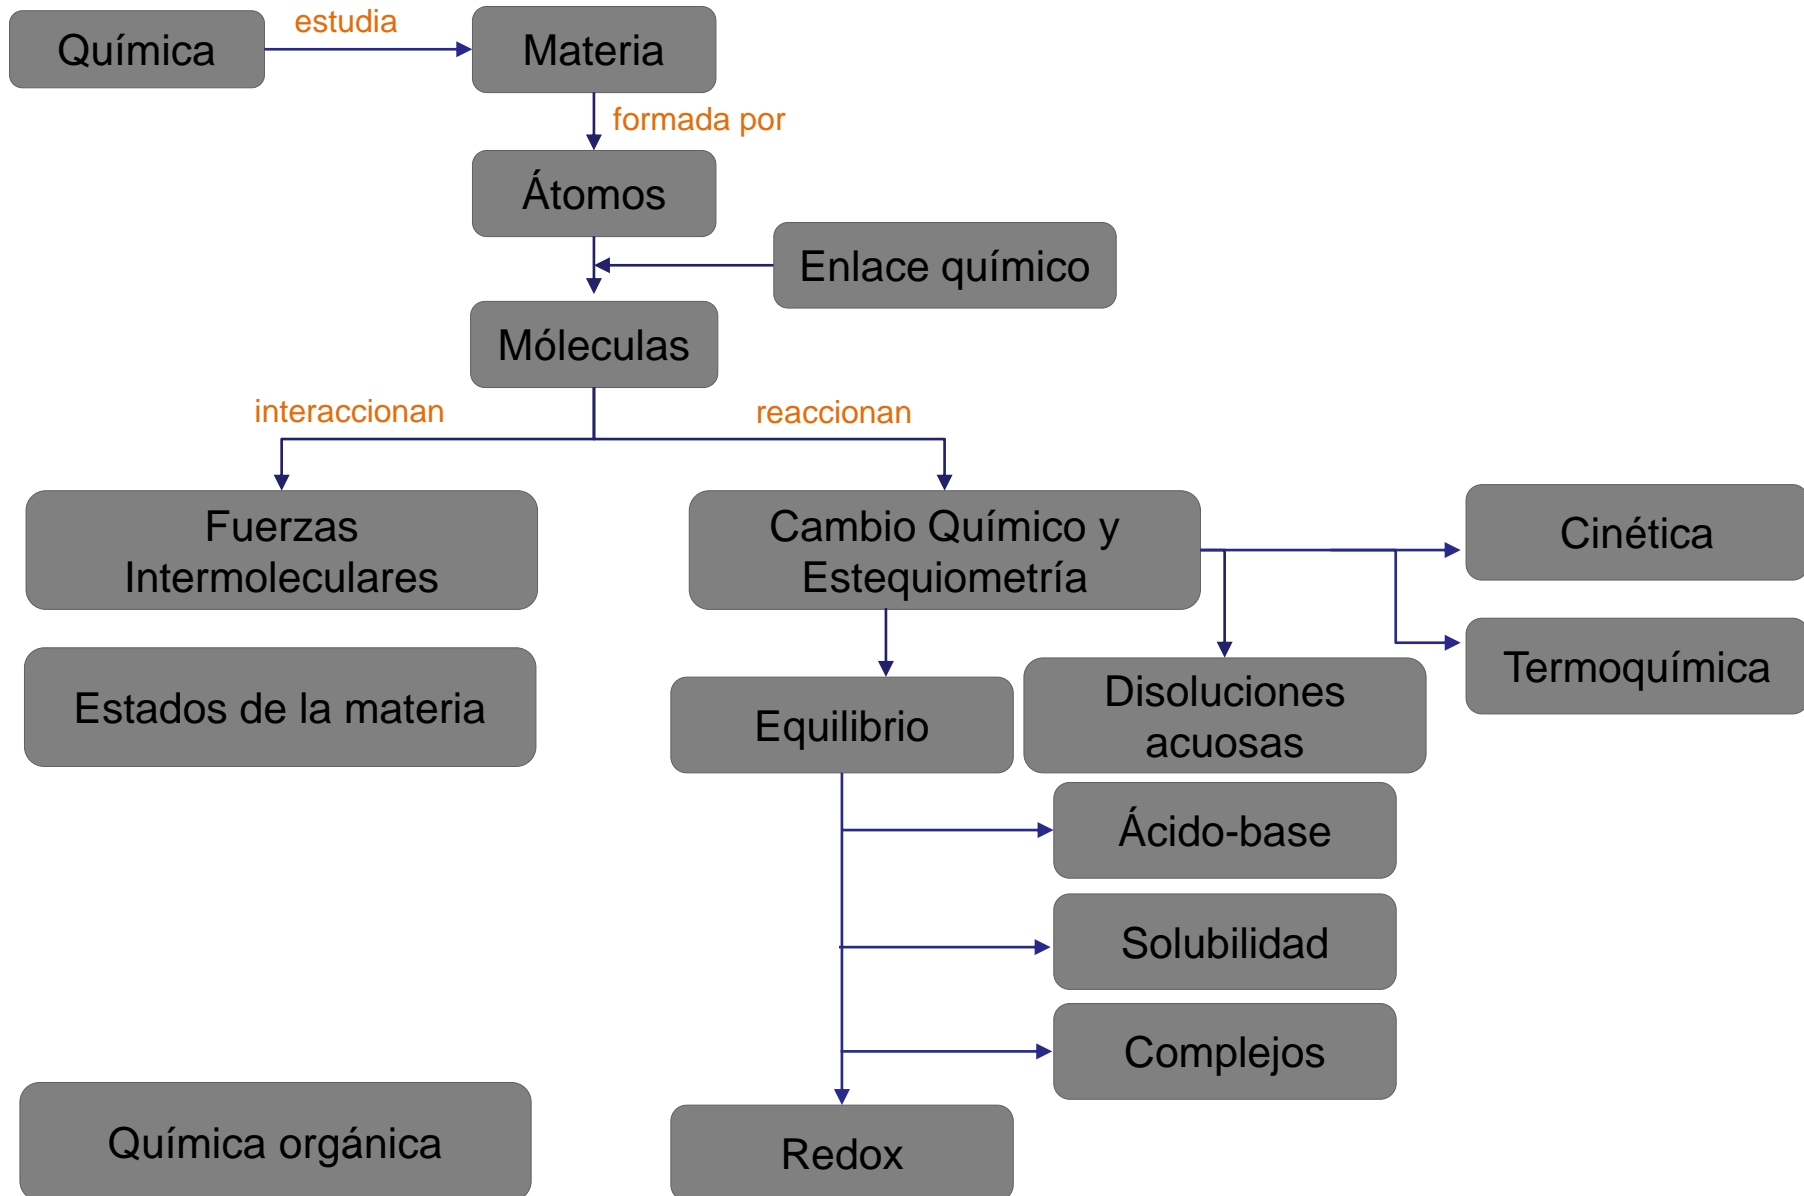 Química
estudia
Materia
formada por
Átomos
Enlace químico
Móleculas
interaccionan
reaccionan
Fuerzas
Intermoleculares
Cambio Químico y
Estequiometría
Cinética
Termoquímica
Estados de la materia
Equilibrio
Disoluciones
acuosas
Ácido-base
Solubilidad
Complejos
Química orgánica
Redox